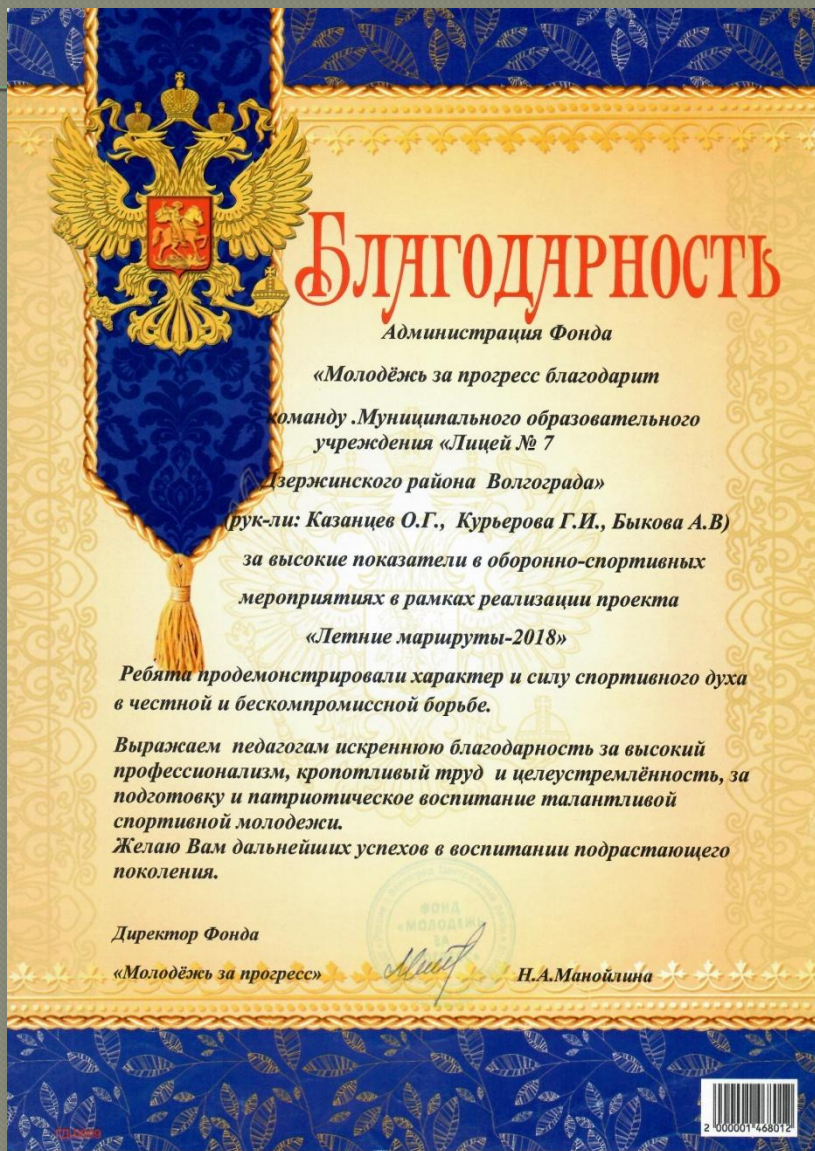 БЛАГОДАРНОСТЬ
Администрация Фонда
«Молодёжь за прогресс благодарит
команду .Муниципального образовательного
учреждения «Лицей № 7
Дзержинского района Волгограда»
(рук-ли: Казанцев О.Г., Курьерова Г.И., Быкова А.В)
за высокие показатели в оборонно-спортивных
мероприятиях в рамках реализации проекта
«Летние маршруты-2018»
Ребята продемонстрировали характер и силу спортивного духа
в честной и бескомпромиссной борьбе.
Выражаем педагогам искреннюю благодарность за высокий
профессионализм, кропотливый труд и целеустремлённость, за
подготовку и патриотическое воспитание талантливой
спортивной молодежи.
Желаю Вам дальнейших успехов в воспитании подрастающего
поколения.
Директор Фонда
«Молодёжь за прогресс» Н.А.Манойлина
2 000001 468012